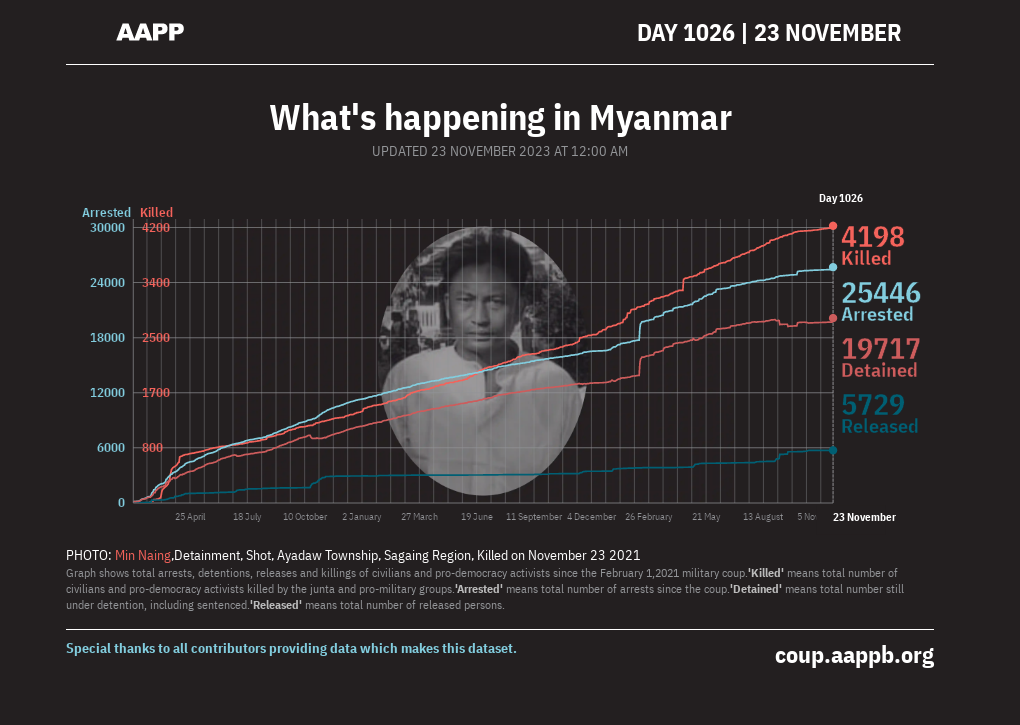 AAPP
DAY 1026 | 23 NOVEMBER
What's happening in Myanmar
UPDATED 23 NOVEMBER 2023 AT 12:00 AM
Day 1026
Arrested Killed
30000 4200
24000 3400
18000 2500
12000 1700
6000 800
0
4198
Killed
25446
Arrested
19717
Detained
5729
Released
25 April 18 July 10 October 2 January 27 March 19 June 11 September 4 December 26 February 21 May 13 August 5 Nov 23 November
PHOTO: Min Naing,Detainment, Shot, Ayadaw Township, Sagaing Region, Killed on November 23 2021
Graph shows total arrests, detentions, releases and killings of civilians and pro-democracy activists since the February 1,2021 military coup.'Killed' means total number of
civilians and pro-democracy activists killed by the junta and pro-military groups.'Arrested' means total number of arrests since the coup.'Detained' means total number still
under detention, including sentenced.'Released' means total number of released persons.
Special thanks to all contributors providing data which makes this dataset.
coup.aappb.org